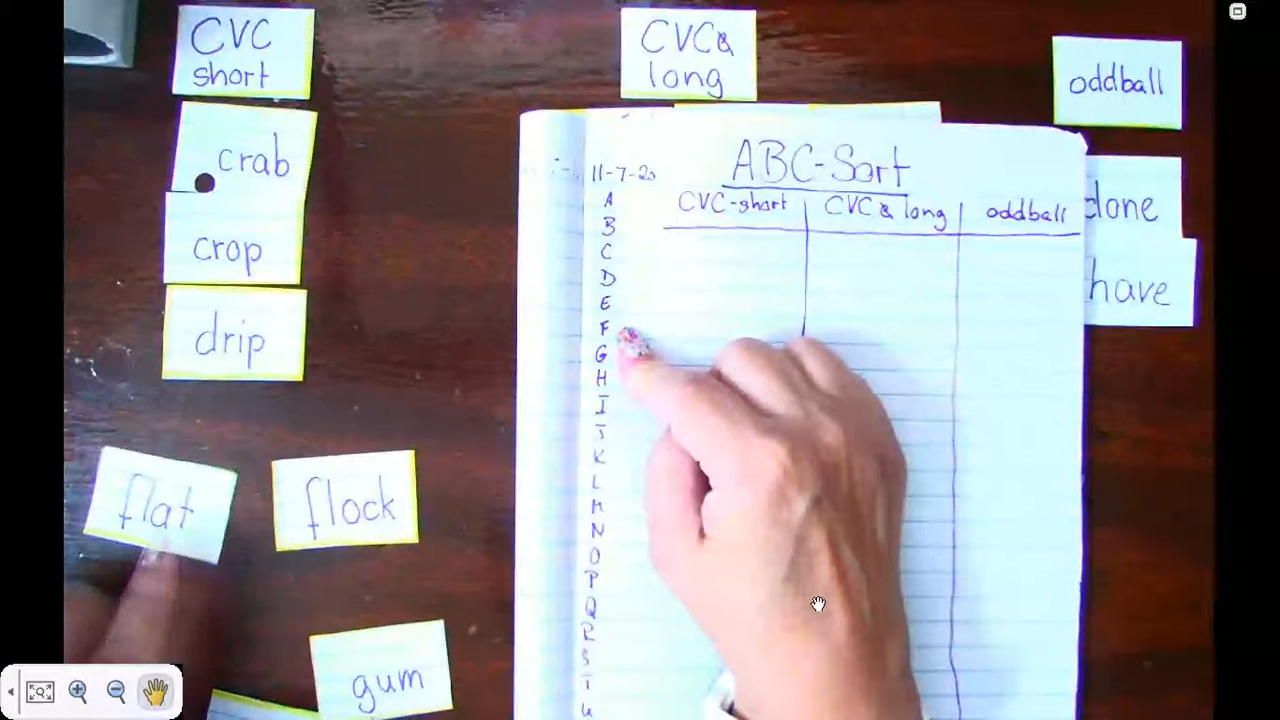 CVC
short
crab
crop
drip
flat
flock
gum
CVC&
long
oddball
done
have
ABC-Sort
11-7-20
CVC-short
CVC & long
oddball
A
B
C
D
E
F
G
H
I
J
K
L
M
N
O
P
Q
R
S
T
U